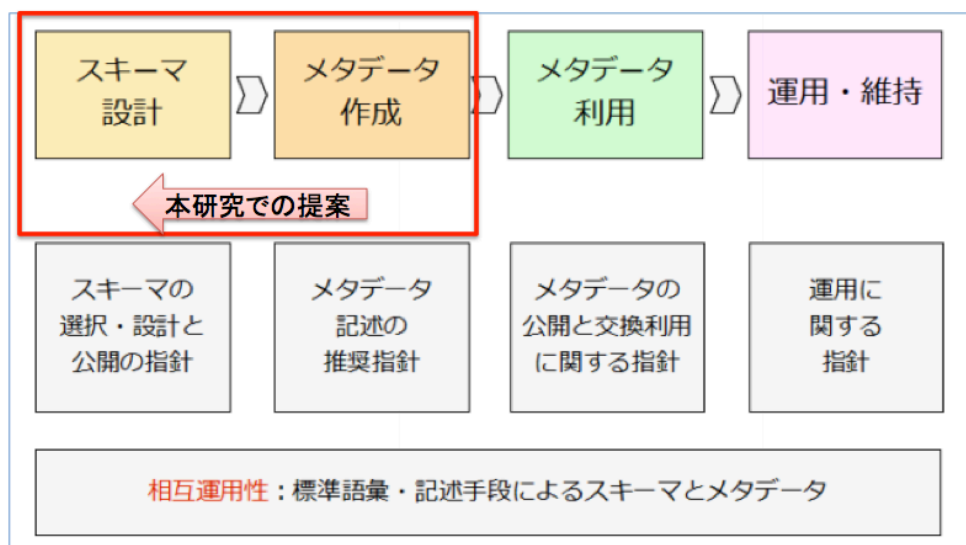 スキーマ
設計
メタデータ
作成
メタデータ
利用
運用・維持
本研究での提案
スキーマの
選択・設計と
公開の指針
メタデータ
記述の
推奨指針
メタデータの
公開と交換利用
に関する指針
運用に
関する
指針
相互運用性：標準語彙・記述手段によるスキーマとメタデータ